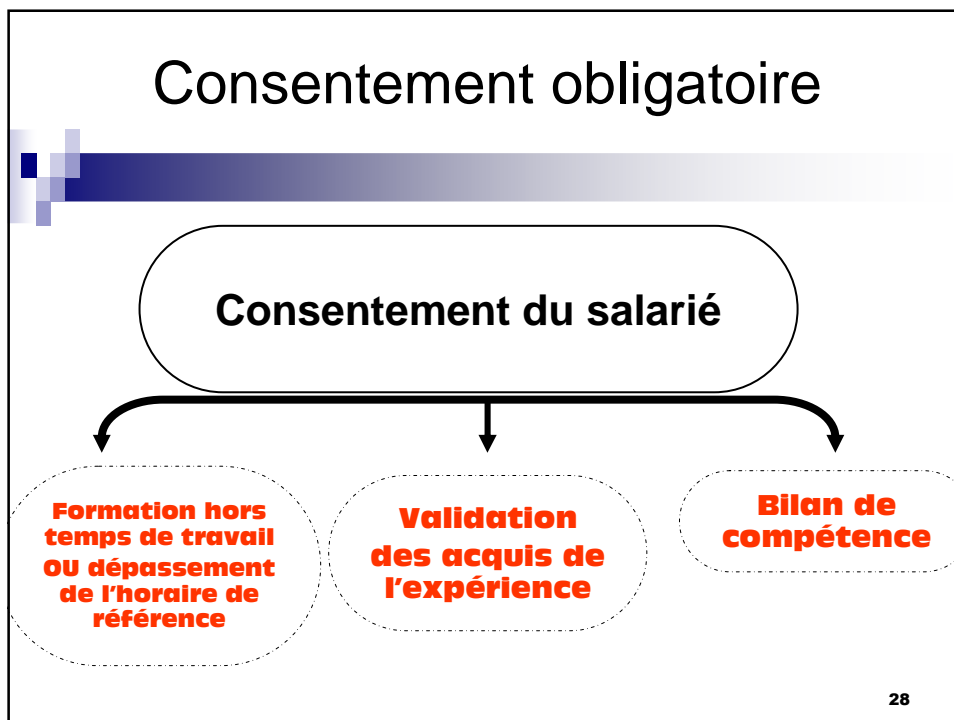 Consentement obligatoire
Consentement du salarié
Formation hors
temps de travail
OU dépassement
de l'horaire de
référence
Validation
des acquis de
l'expérience
Bilan de
compétence
28